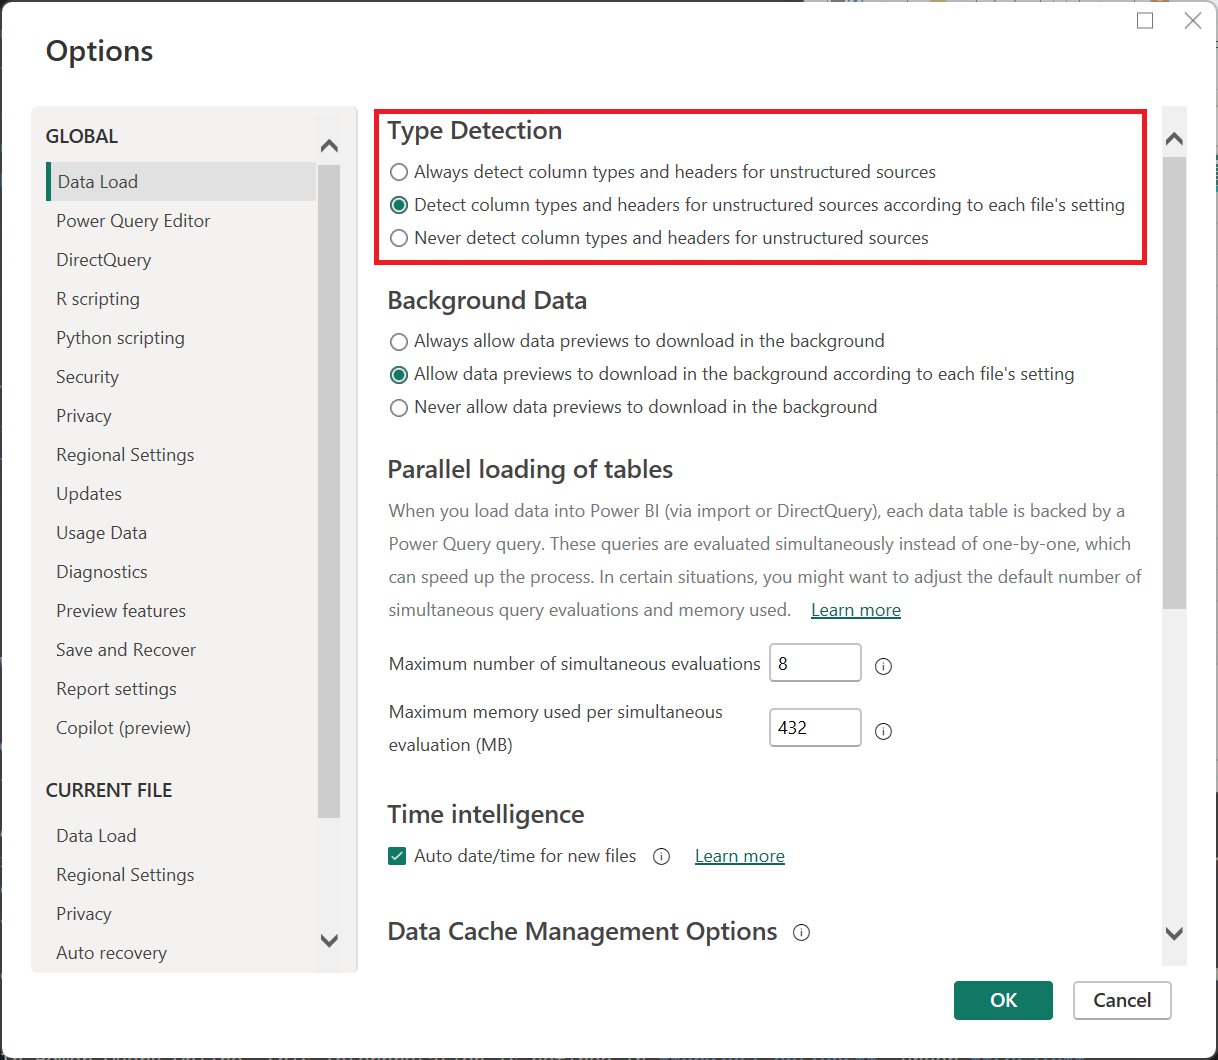 Options
GLOBAL
Data Load
Power Query Editor
DirectQuery
R scripting
Python scripting
Security
Privacy
Regional Settings
Updates
Usage Data
Diagnostics
Preview features
Save and Recover
Report settings
Copilot (preview)
CURRENT FILE
Data Load
Regional Settings
Privacy
Auto recovery
Type Detection
Always detect column types and headers for unstructured sources
Detect column types and headers for unstructured sources according to each file's setting
Never detect column types and headers for unstructured sources
Background Data
Always allow data previews to download in the background
Allow data previews to download in the background according to each file's setting
Never allow data previews to download in the background
Parallel loading of tables
When you load data into Power BI (via import or DirectQuery), each data table is backed by a
Power Query query. These queries are evaluated simultaneously instead of one-by-one, which
can speed up the process. In certain situations, you might want to adjust the default number of
simultaneous query evaluations and memory used. Learn more
Maximum number of simultaneous evaluations 8
Maximum memory used per simultaneous
evaluation (MB) 432
Time intelligence
Auto date/time for new files Learn more
Data Cache Management Options
OK Cancel